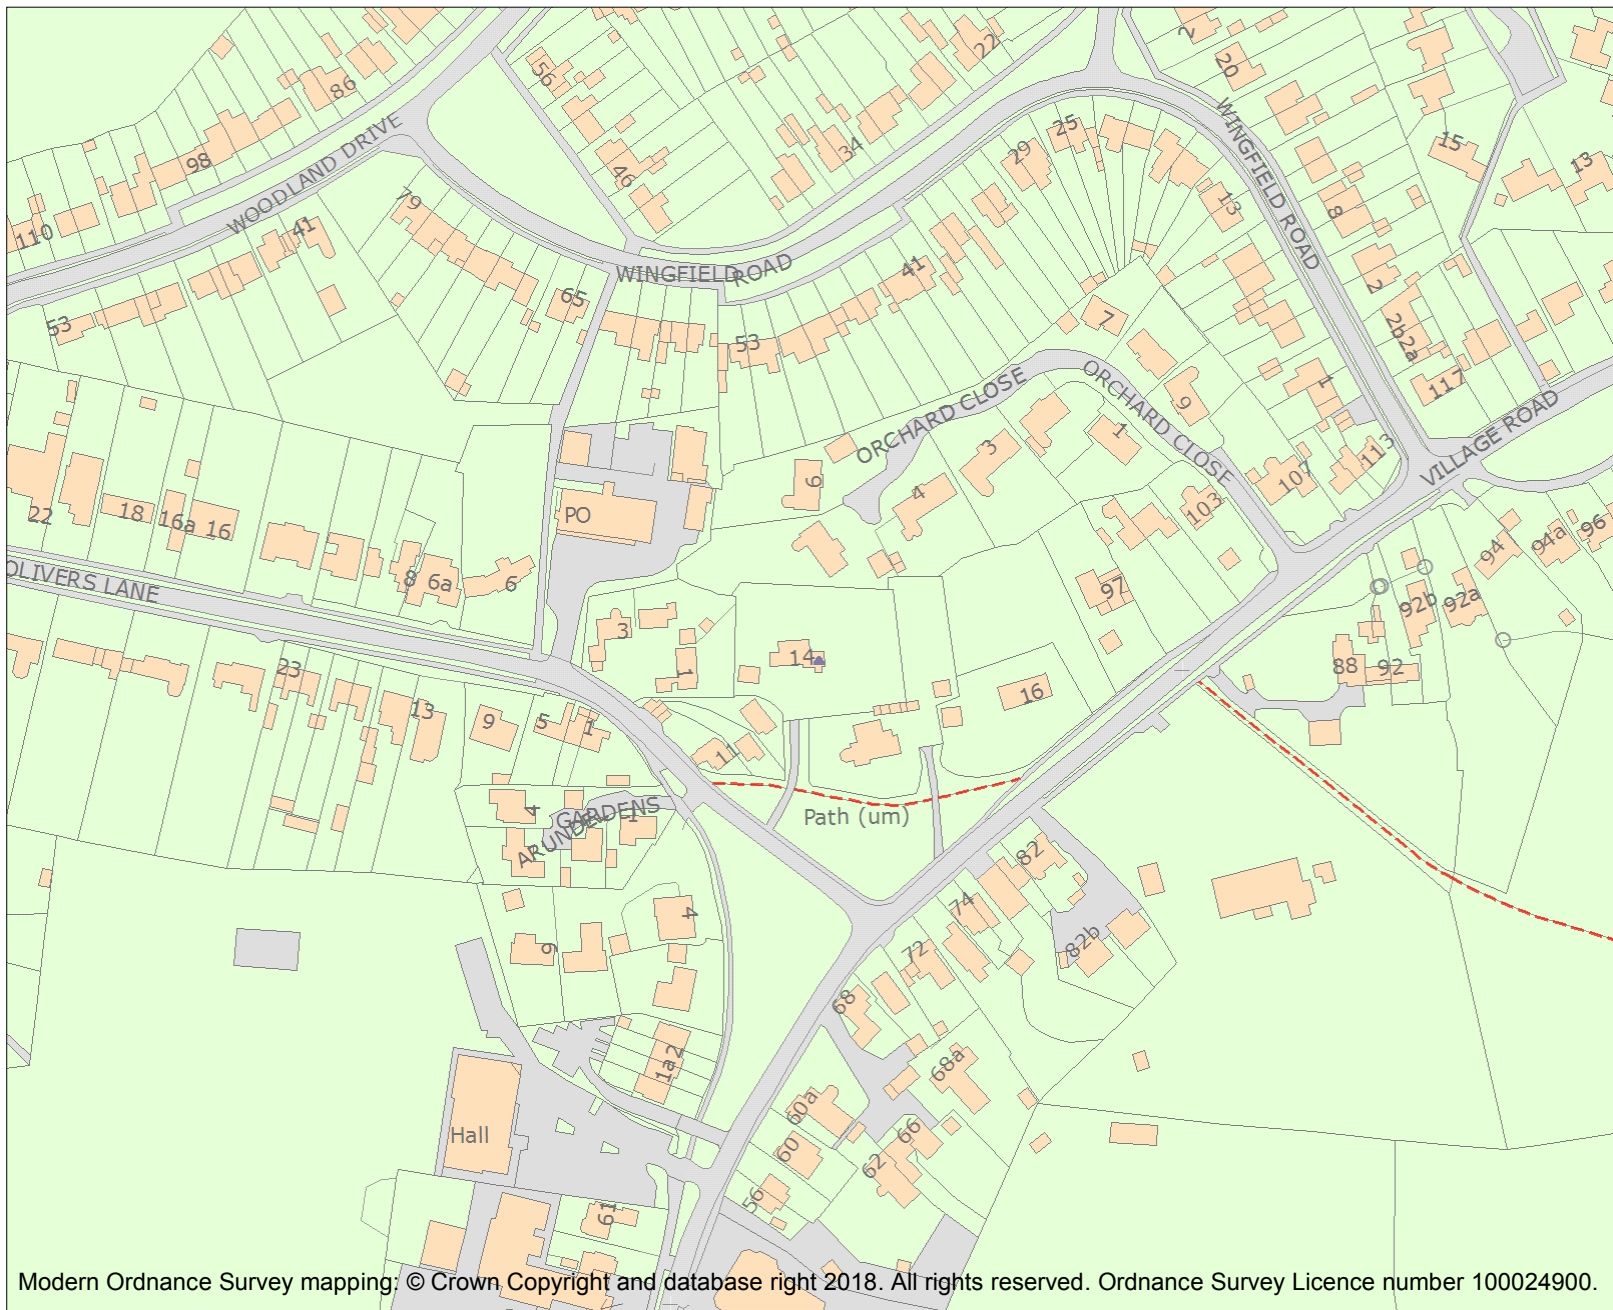 22
2
56
20
86
WINGFIELD ROAD
WOODLAND DRIVE
25
34
29
15
98
46
13
79
13
8
110
41
WINGFIELD
ROAD
41
2
65
7
53
53
2b2a
ORCHARD CLOSE
ORCHARD CLOSE
1
117
9
VILLAGE ROAD
1
3
113
107
6
4
103
22
18
16a
16
PO
94
94a
96
OLIVERS LANE
8
6a
6
97
92b
92a
3
14
1
88
92
23
16
13
9
5
1
11
4
GARDENS
1
ARUNDEL
Path (um)
82
74
4
82b
6
72
68
1a2
68a
60a
Hall
66
60
62
56
61
Modern Ordnance Survey mapping: © Crown Copyright and database right 2018. All rights reserved. Ordnance Survey Licence number 100024900.